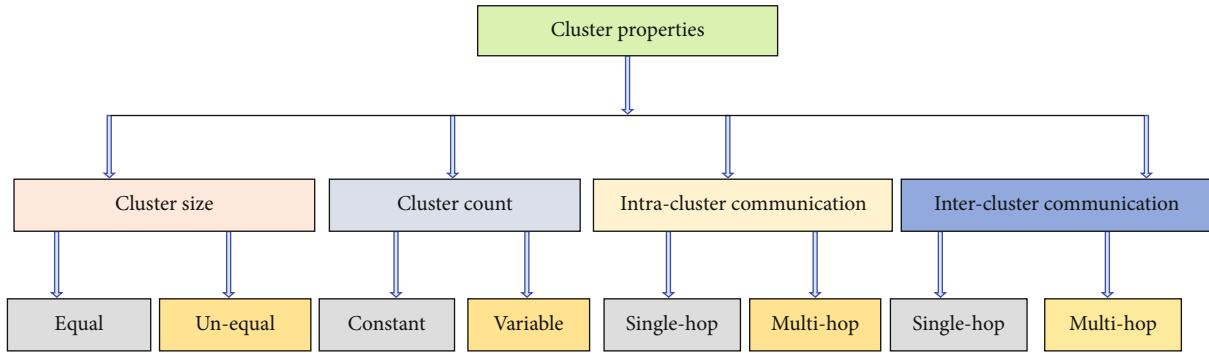 Cluster properties
Cluster size
Cluster count
Intra-cluster communication
Inter-cluster communication
Equal
Un-equal
Constant
Variable
Single-hop
Multi-hop
Single-hop
Multi-hop